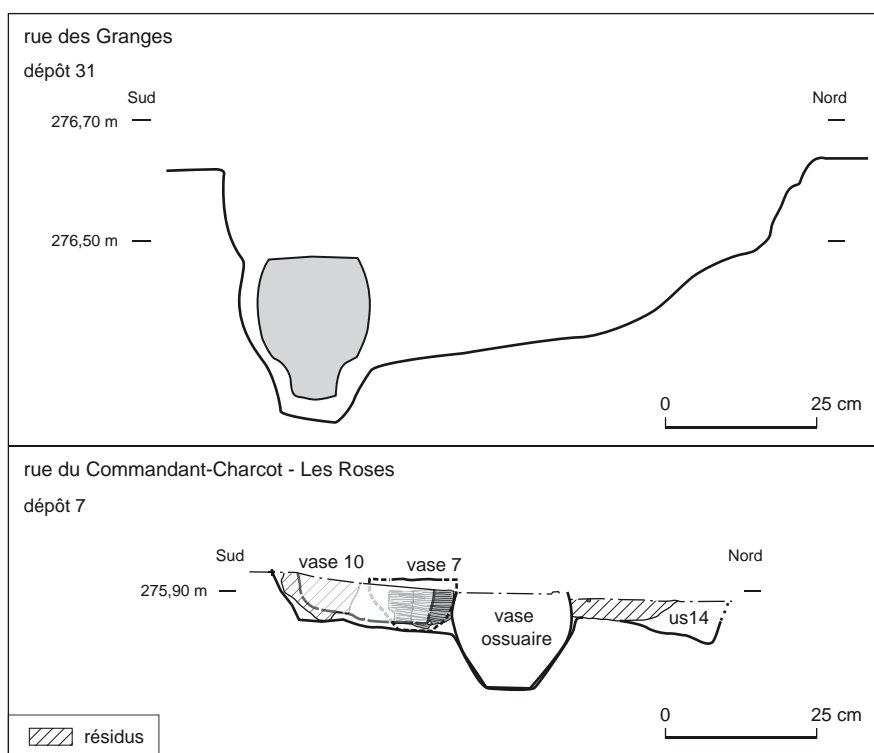 rue des Granges
dépôt 31
Sud
Nord
276,70 m
276,50 m
0
25 cm
rue du Commandant-Charcot - Les Roses
dépôt 7
Sud
vase 10
vase 7
Nord
275,90 m
vase
ossuaire
us14
0
25 cm
résidus